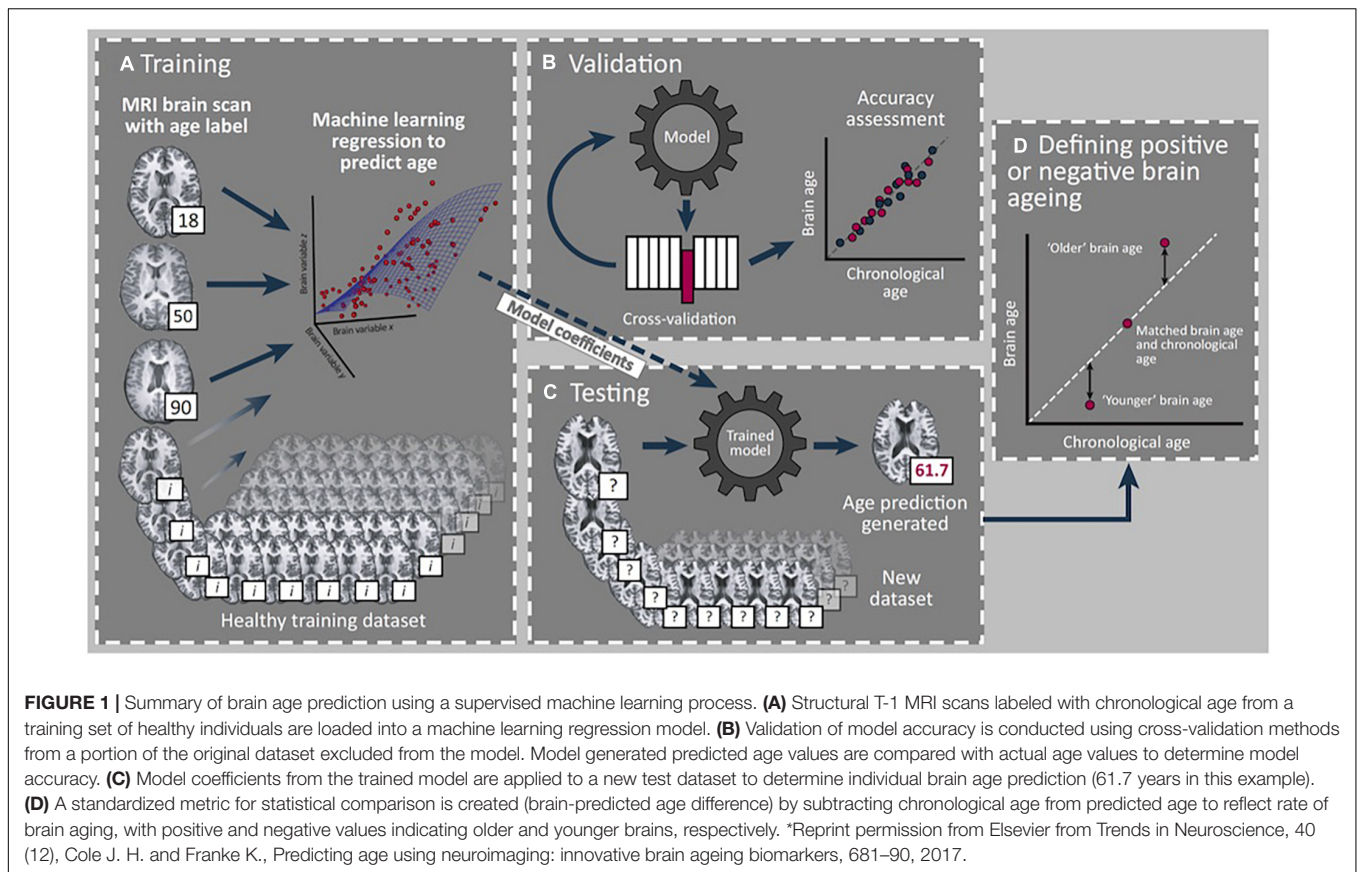 A Training
MRI brain scan
with age label
18
50
90
i
i
i
i
i
i
i
i
i
i
i
i
i
i
Machine learning
regression to
predict age
Brain variable z
Brain variable x
Brain variable y
Healthy training dataset
Model coefficients
B Validation
Model
Cross-validation
Accuracy
assessment
Brain age
Chronological
age
C Testing
?
?
?
?
?
?
?
?
?
?
?
Trained
model
61.7
Age prediction
generated
New
dataset
D Defining positive
or negative brain
ageing
Brain age
'Older' brain age
Matched brain age
and chronological
age
'Younger' brain age
Chronological age
FIGURE 1 | Summary of brain age prediction using a supervised machine learning process. (A) Structural T-1 MRI scans labeled with chronological age from a
training set of healthy individuals are loaded into a machine learning regression model. (B) Validation of model accuracy is conducted using cross-validation methods
from a portion of the original dataset excluded from the model. Model generated predicted age values are compared with actual age values to determine model
accuracy. (C) Model coefficients from the trained model are applied to a new test dataset to determine individual brain age prediction (61.7 years in this example).
(D) A standardized metric for statistical comparison is created (brain-predicted age difference) by subtracting chronological age from predicted age to reflect rate of
brain aging, with positive and negative values indicating older and younger brains, respectively. *Reprint permission from Elsevier from Trends in Neuroscience, 40
(12), Cole J. H. and Franke K., Predicting age using neuroimaging: innovative brain ageing biomarkers, 681–90, 2017.